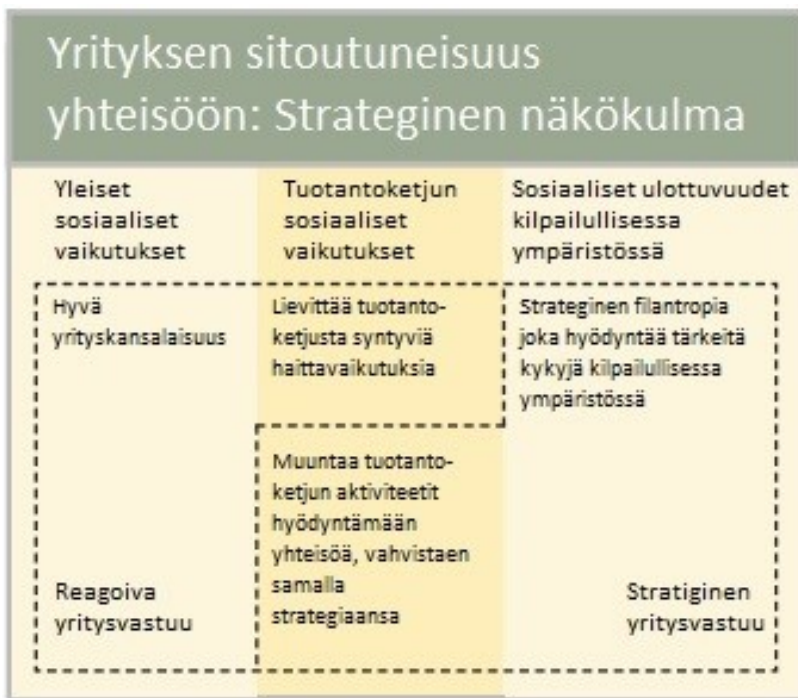 Yrityksen sitoutuneisuus
yhteisöön: Strateginen näkökulma
Yleiset
sosiaaliset
vaikutukset
Tuotantoketjun
sosiaaliset
vaikutukset
Sosiaaliset ulottuvuudet
kilpailullisessa
ympäristössä
Hyvä
yrityskansalaisuus
Lievittää tuotanto-
ketjusta syntyviä
haittavaikutuksia
Strateginen filantropia
joka hyödyntää tärkeitä
kykyjä kilpailullisessa
ympäristössä
Muuntaa tuotanto-
ketjun aktiviteetit
hyödyntämään
yhteisöä, vahvistaen
samalla
strategiaansa
Reagoiva
yritysvastuu
Stratiginen
yritysvastuu